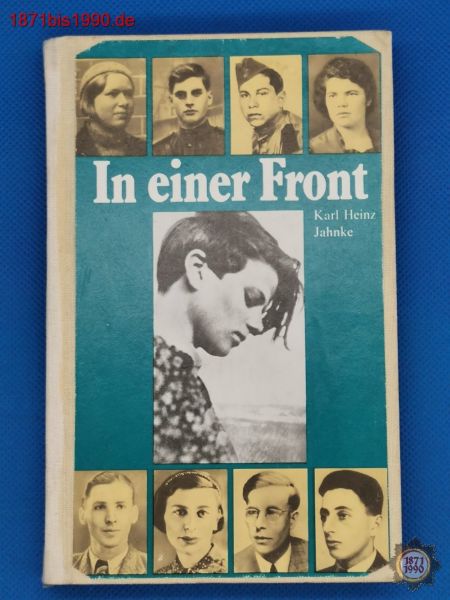 1871bis1990.de
In einer Front
Karl Heinz
Jahnke
1871
1990